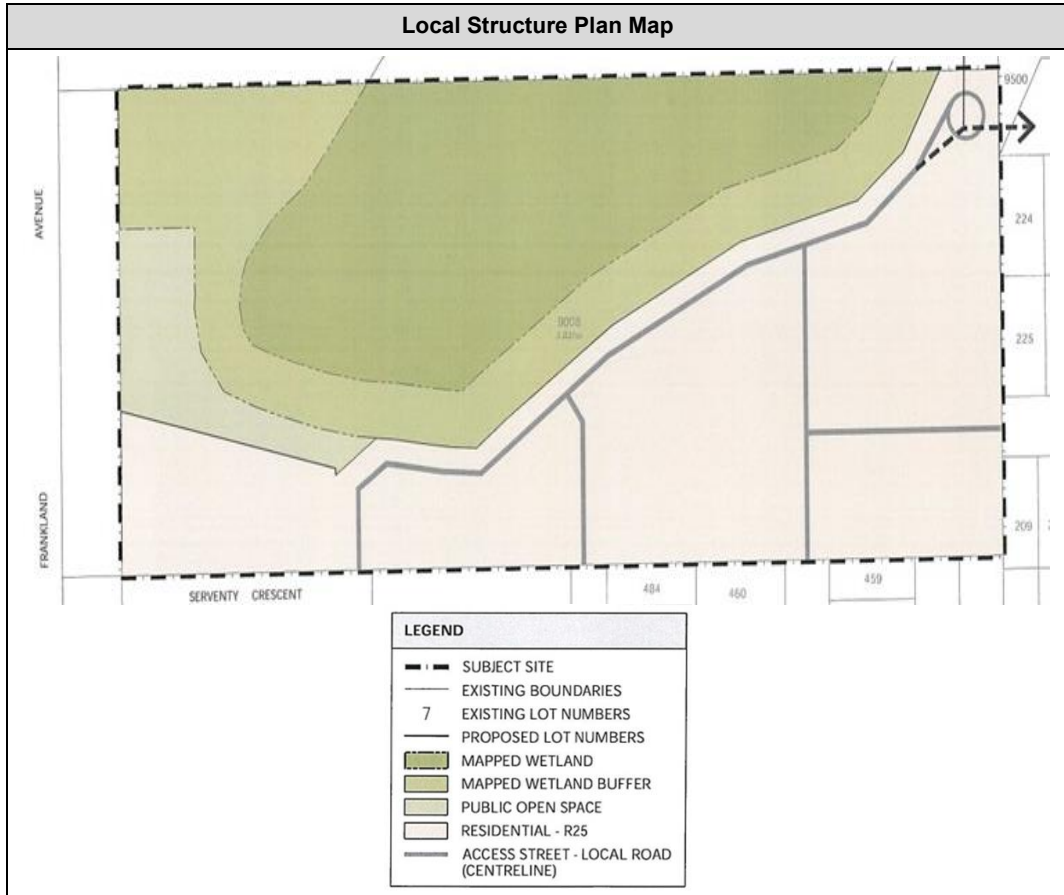 Local Structure Plan Map
9500
AVENUE
224
9008
225
FRANKLAND
209
SERVENTY CRESCENT
484
460
459
LEGEND
SUBJECT SITE
EXISTING BOUNDARIES
7 EXISTING LOT NUMBERS
PROPOSED LOT NUMBERS
MAPPED WETLAND
MAPPED WETLAND BUFFER
PUBLIC OPEN SPACE
RESIDENTIAL - R25
ACCESS STREET - LOCAL ROAD
(CENTRELINE)